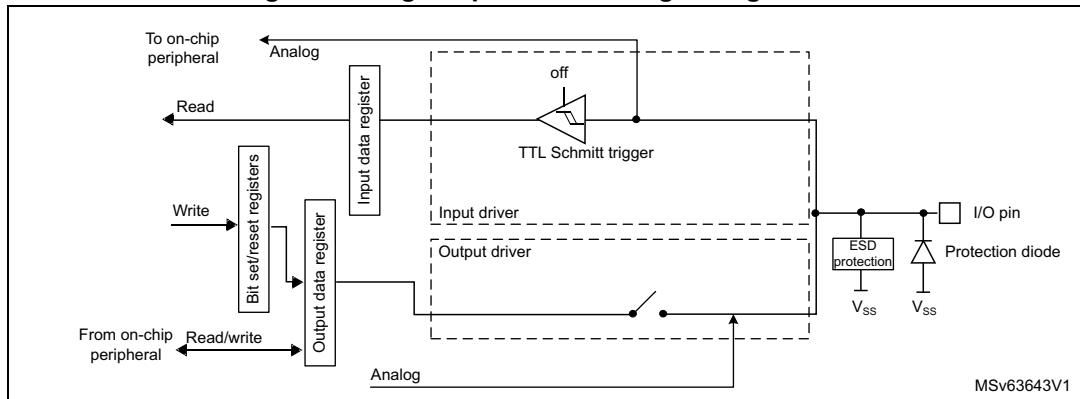 To on-chip
peripheral
Analog
off
Read
Input data register
TTL Schmitt trigger
Bit set/reset registers
Write
Input driver
Output data register
Output driver
I/O pin
ESD
protection
Protection diode
VSS
VSS
From on-chip
peripheral
Read/write
Analog
MSv63643V1